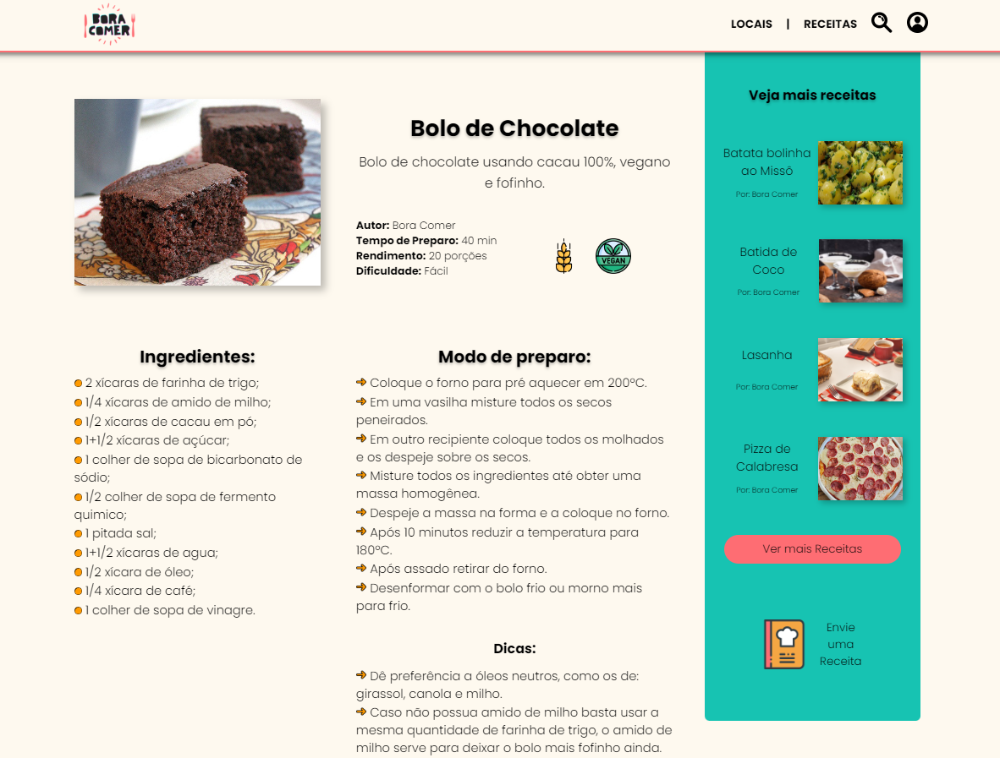 BORA
COMER
LOCAIS | RECEITAS
Bolo de Chocolate
Bolo de chocolate usando cacau 100%, vegano
e fofinho.
Autor: Bora Comer
Tempo de Preparo: 40 min
Rendimento: 20 porções
Dificuldade: Fácil
VEGAN
Ingredientes:
2 xícaras de farinha de trigo;
1/4 xícaras de amido de milho;
1/2 xícaras de cacau em pó;
1+1/2 xícaras de açúcar;
1 colher de sopa de bicarbonato de
sódio;
1/2 colher de sopa de fermento
quimico;
1 pitada sal;
1+1/2 xícaras de agua;
1/2 xícara de óleo;
1/4 xícara de café;
1 colher de sopa de vinagre.
Modo de preparo:
Coloque o forno para pré aquecer em 200°C.
Em uma vasilha misture todos os secos
peneirados.
Em outro recipiente coloque todos os molhados
e os despeje sobre os secos.
Misture todos os ingredientes até obter uma
massa homogênea.
Despeje a massa na forma e a coloque no forno.
Após 10 minutos reduzir a temperatura para
180°C.
Após assado retirar do forno.
Desenformar com o bolo frio ou morno mais
para frio.
Dicas:
Dê preferência a óleos neutros, como os de:
girassol, canola e milho.
Caso não possua amido de milho basta usar a
mesma quantidade de farinha de trigo, o amido de
milho serve para deixar o bolo mais fofinho ainda.
Veja mais receitas
Batata bolinha
ao Missô
Por: Bora Comer
Batida de
Coco
Por: Bora Comer
Lasanha
Por: Bora Comer
Pizza de
Calabresa
Por: Bora Comer
Ver mais Receitas
Envie
uma
Receita